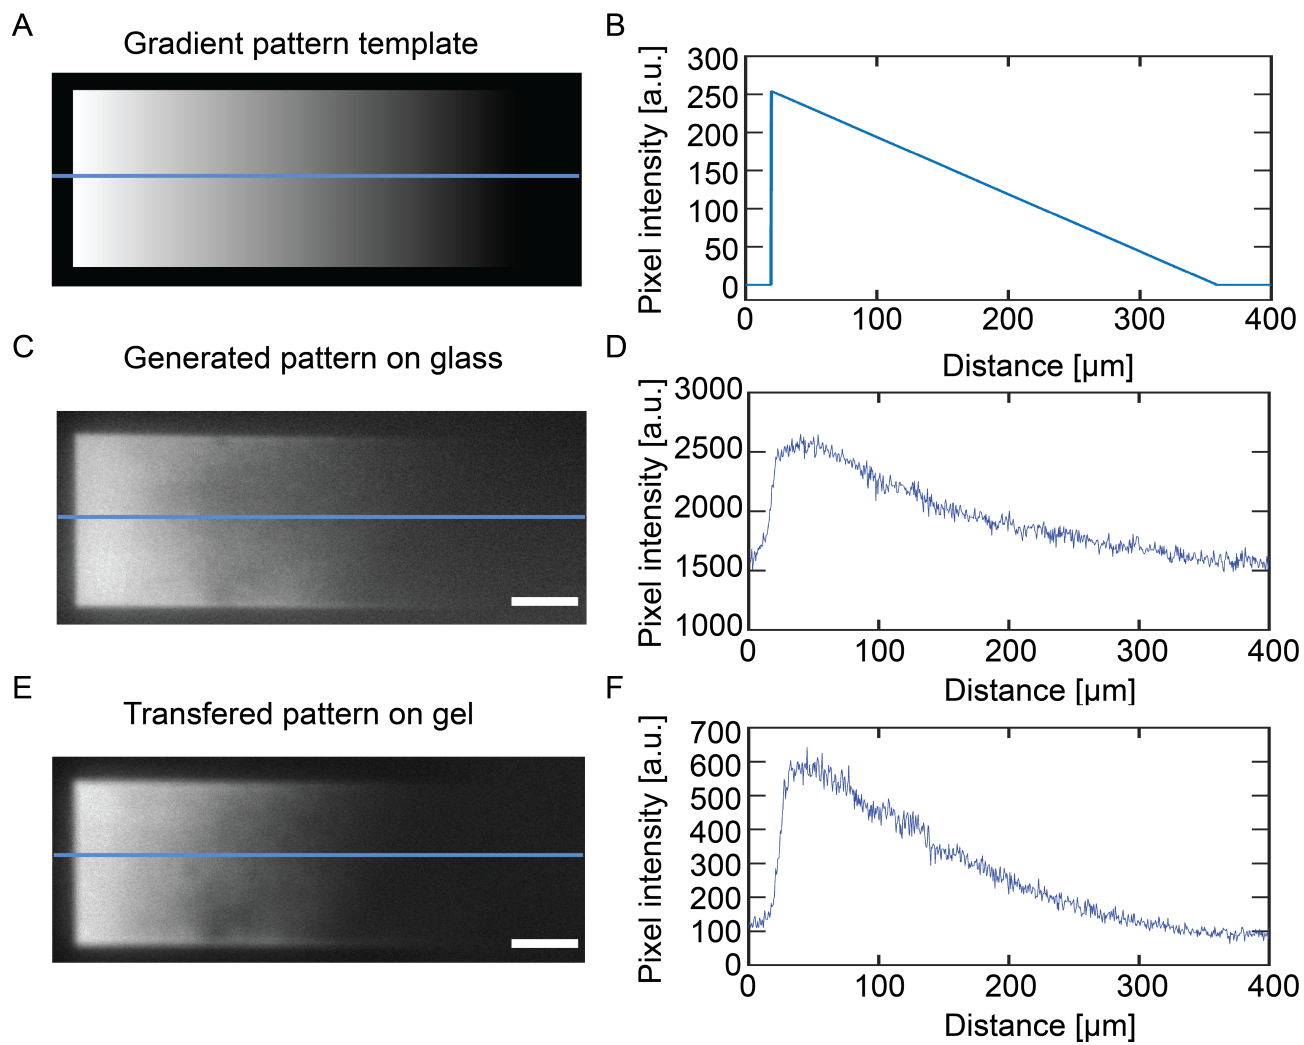 A
Gradient pattern template
B
Pixel intensity [a.u.]
300
250
200
150
100
50
0
0 100 200 300 400
Distance [µm]
C
Generated pattern on glass
D
Pixel intensity [a.u.]
3000
2500
2000
1500
1000
0 100 200 300 400
Distance [µm]
E
Transfered pattern on gel
F
Pixel intensity [a.u.]
700
600
500
400
300
200
100
0
0 100 200 300 400
Distance [µm]